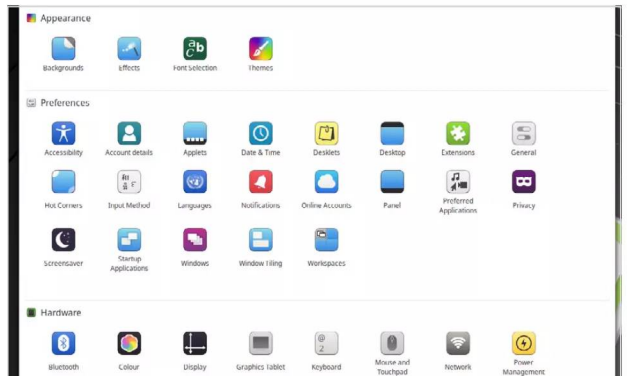 Appearance
Backgrounds Effects Font Selection Themes
Preferences
Accessibility Account details Applets Date & Time Desklets Desktop Extensions General
Hot Corners Input Method Languages Notifications Online Accounts Panel Preferred Applications Privacy
Screensaver Startup Applications Windows Window Tiling Workspaces
Hardware
Bluetooth Colour Display Graphics Tablet Keyboard Mouse and Touchpad Network Power Management